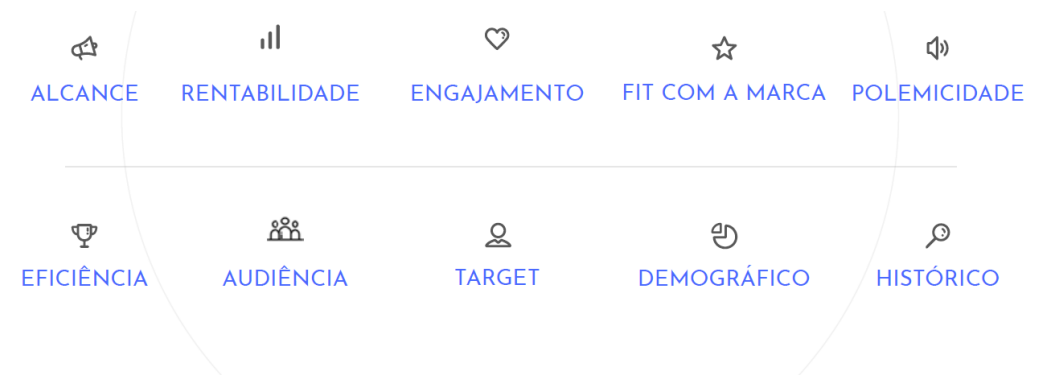 ALCANCE RENTABILIDADE ENGAJAMENTO FIT COM A MARCA POLEMICIDADE
EFICIÊNCIA AUDIÊNCIA TARGET DEMOGRÁFICO HISTÓRICO